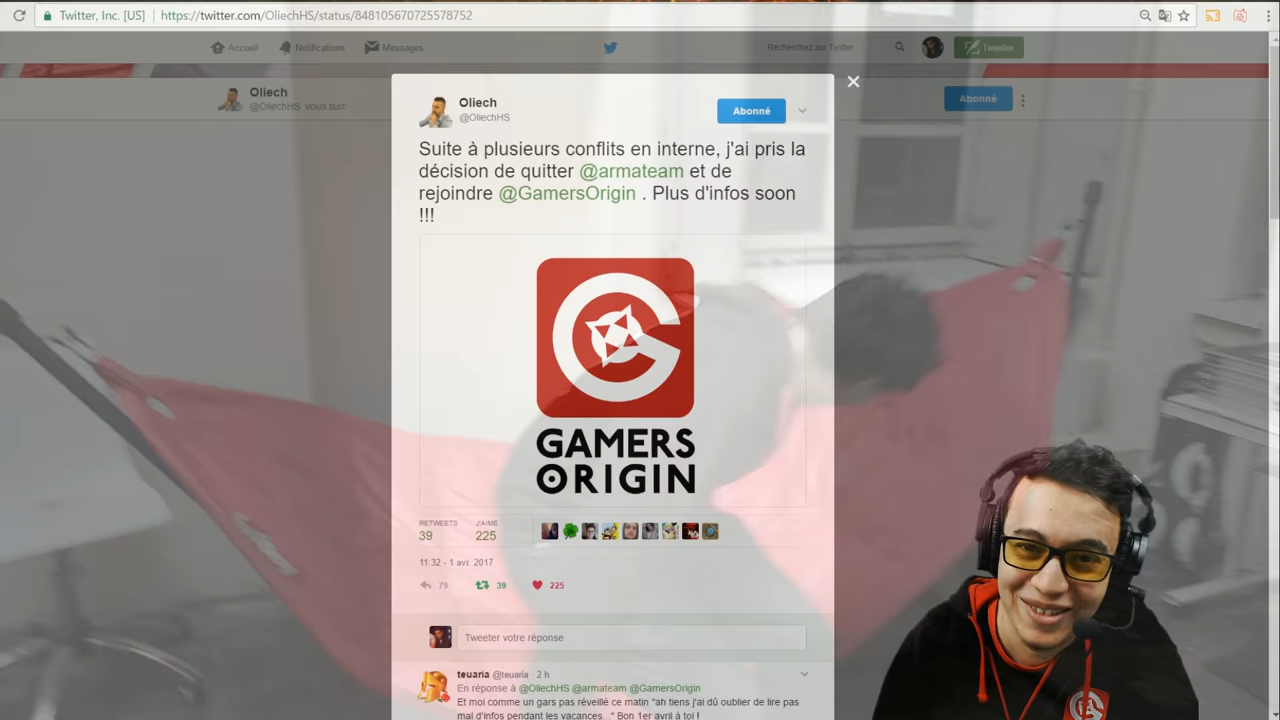 Twitter, Inc. [US] https://twitter.com/OliechHS/status/848105670725578752
Accueil Notifications Messages Recherchez sur Twitter Tweeter
Oliech
@OliechHS VOUS SUIT
Abonné
Oliech
@OliechHS
Abonné
Suite à plusieurs conflits en interne, j'ai pris la
décision de quitter @armateam et de
rejoindre @GamersOrigin . Plus d'infos soon
!!!
GAMERS
ORIGIN
RETWEETS J'AIME
39 225
11:32 - 1 avr. 2017
79 39 225
Tweeter votre réponse
teuaria @teuaria · 2 h
En réponse à @OliechHS @armateam @GamersOrigin
Et moi comme un gars pas réveillé ce matin "ah tiens j'ai dû oublier de lire pas
mal d'infos pendant les vacances..." Bon 1er avril à toi !